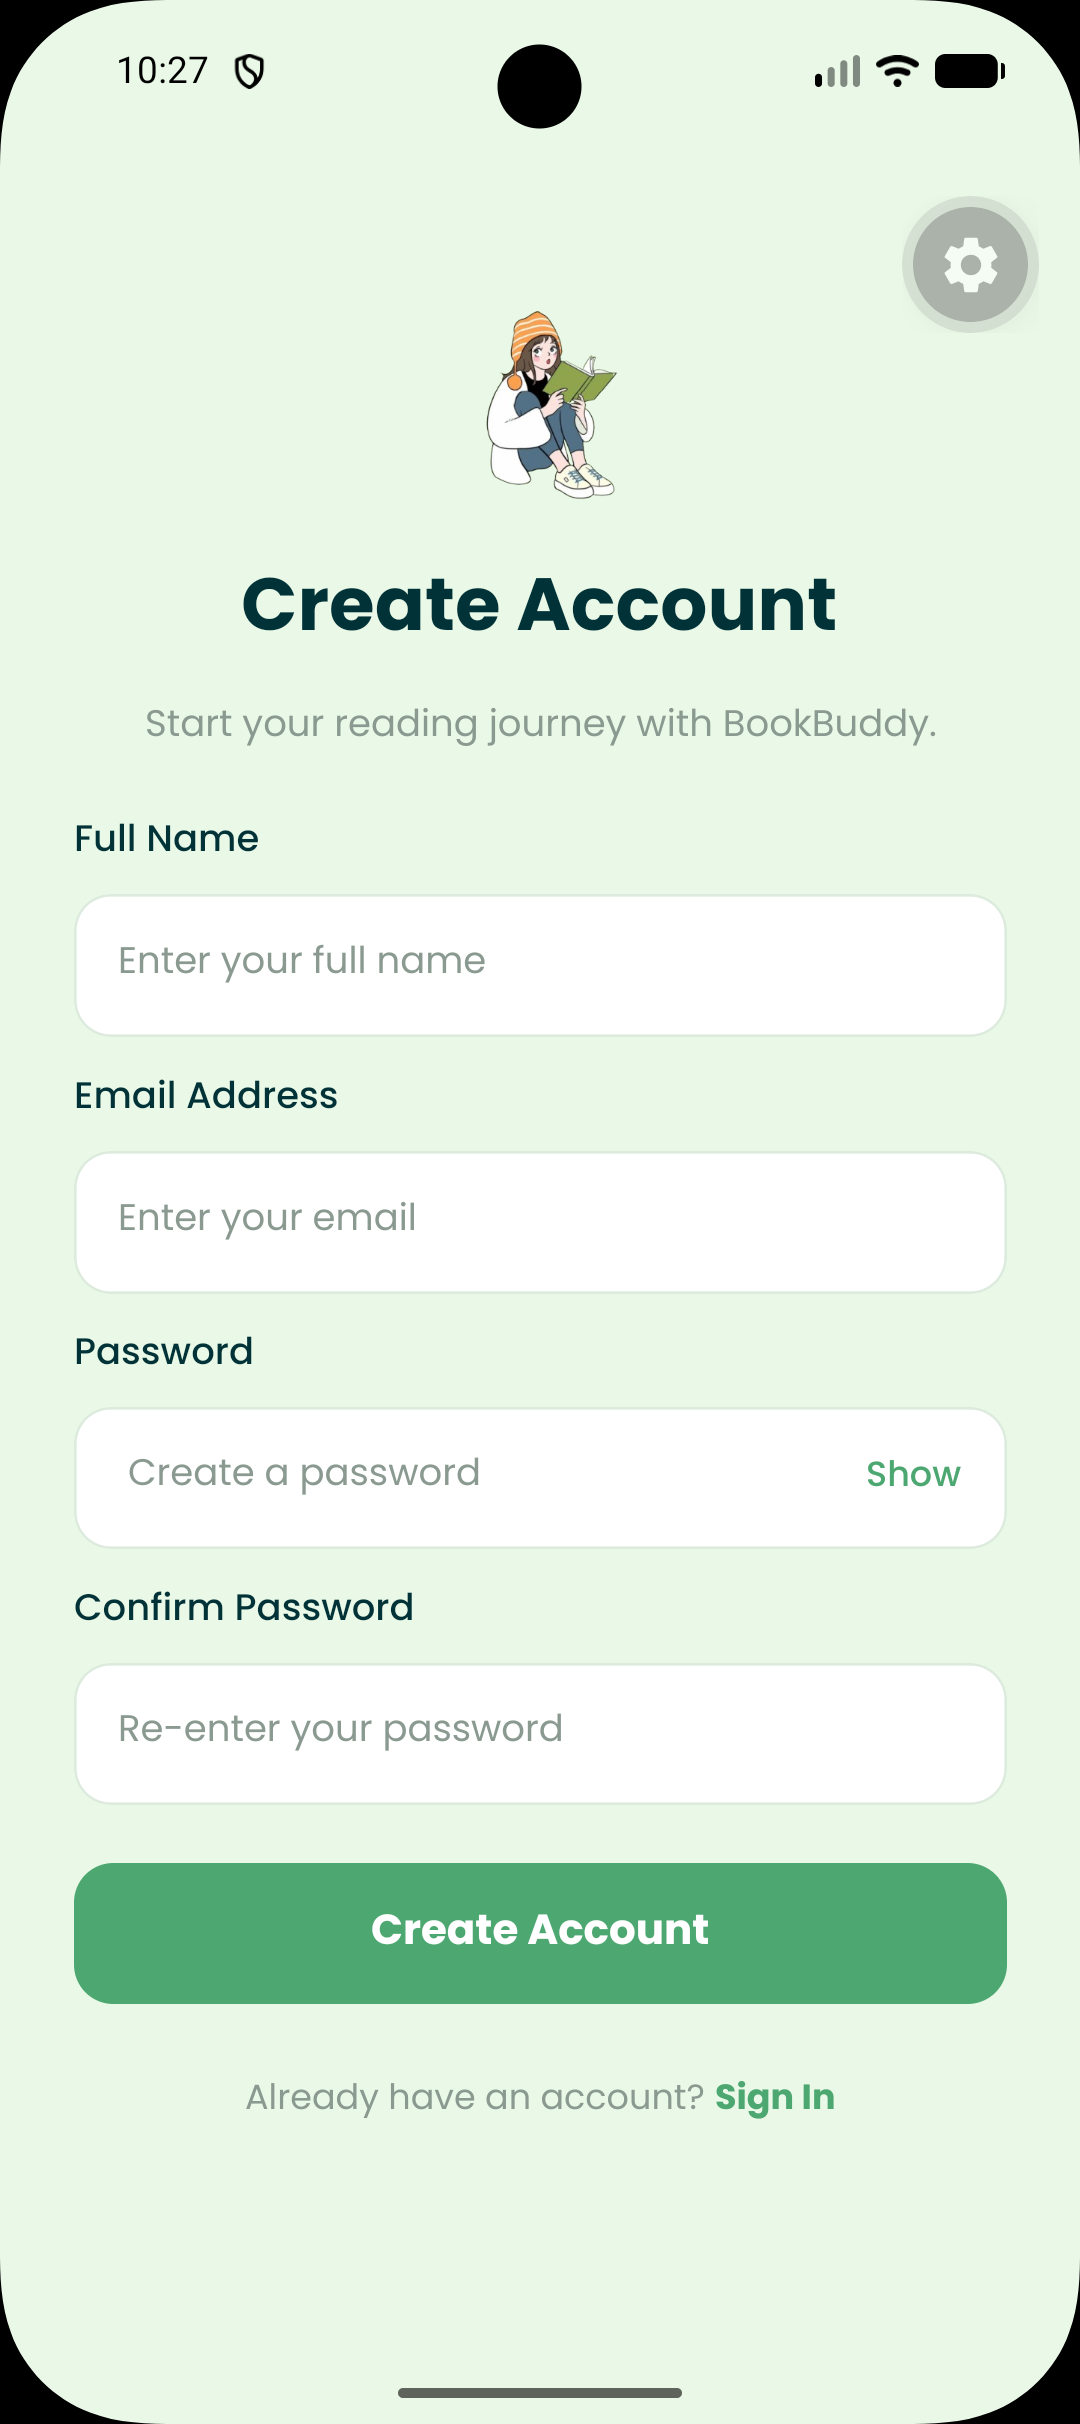 10:27
Create Account
Start your reading journey with BookBuddy.
Full Name
Enter your full name
Email Address
Enter your email
Password
Create a password
Show
Confirm Password
Re-enter your password
Create Account
Already have an account? Sign In